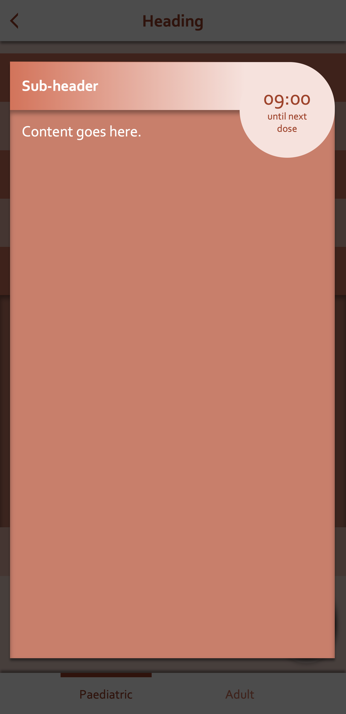 Heading
Sub-header
09:00
until next
dose
Content goes here.
Paediatric
Adult